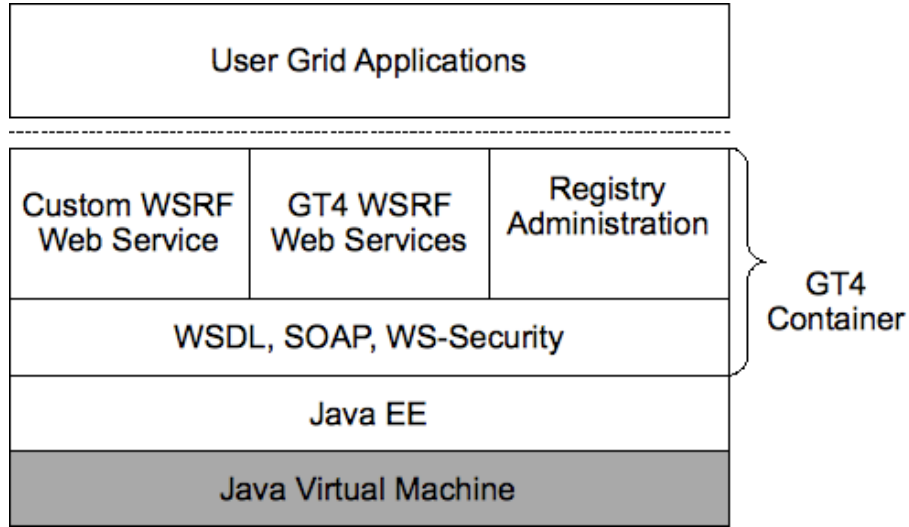 User Grid Applications
Custom WSRF
Web Service
GT4 WSRF
Web Services
Registry
Administration
GT4
Container
WSDL, SOAP, WS-Security
Java EE
Java Virtual Machine